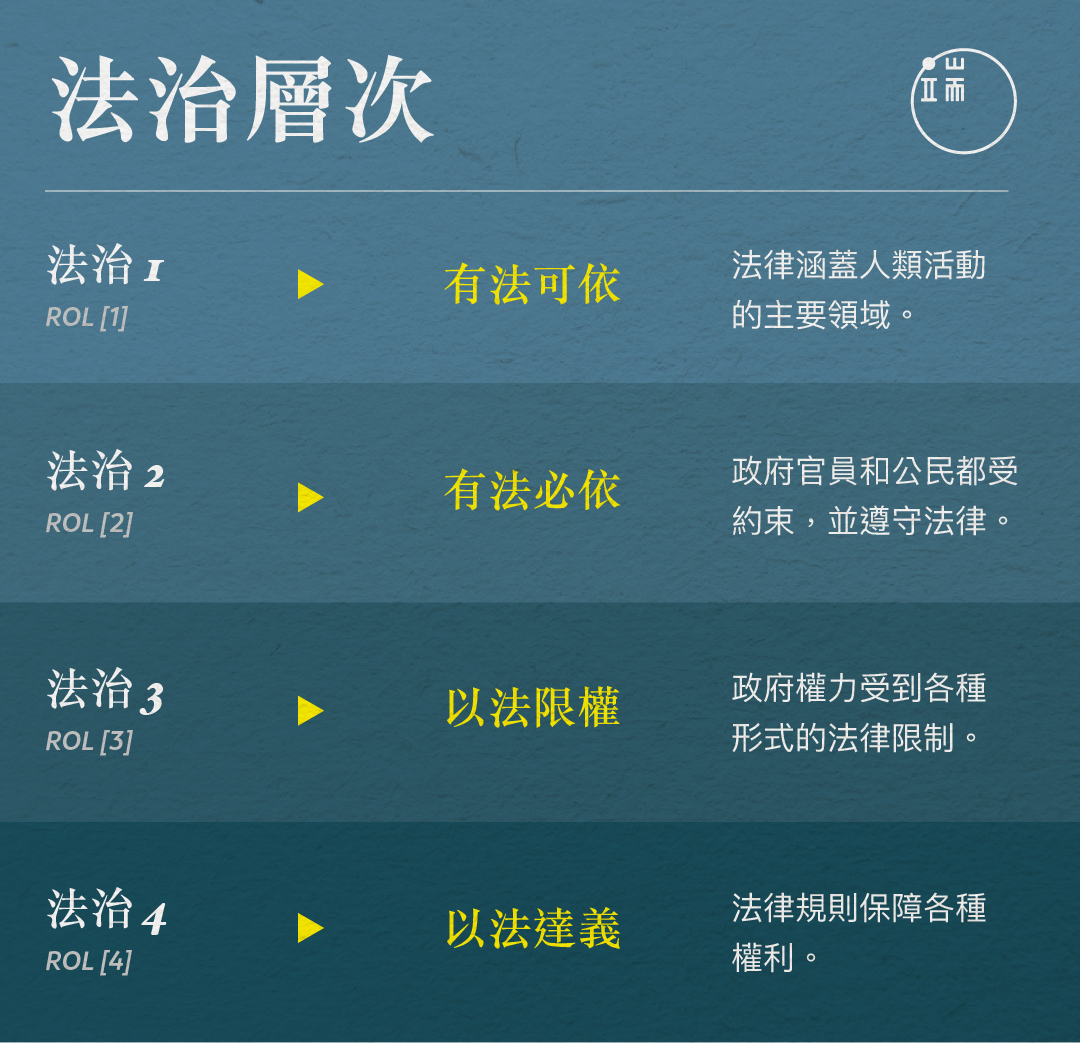 法治層次
端
法治 1
ROL [1]
有法可依
法律涵蓋人類活動
的主要領域。
法治 2
ROL [2]
有法必依
政府官員和公民都受
約束，並遵守法律。
法治 3
ROL [3]
以法限權
政府權力受到各種
形式的法律限制。
法治 4
ROL [4]
以法達義
法律規則保障各種
權利。